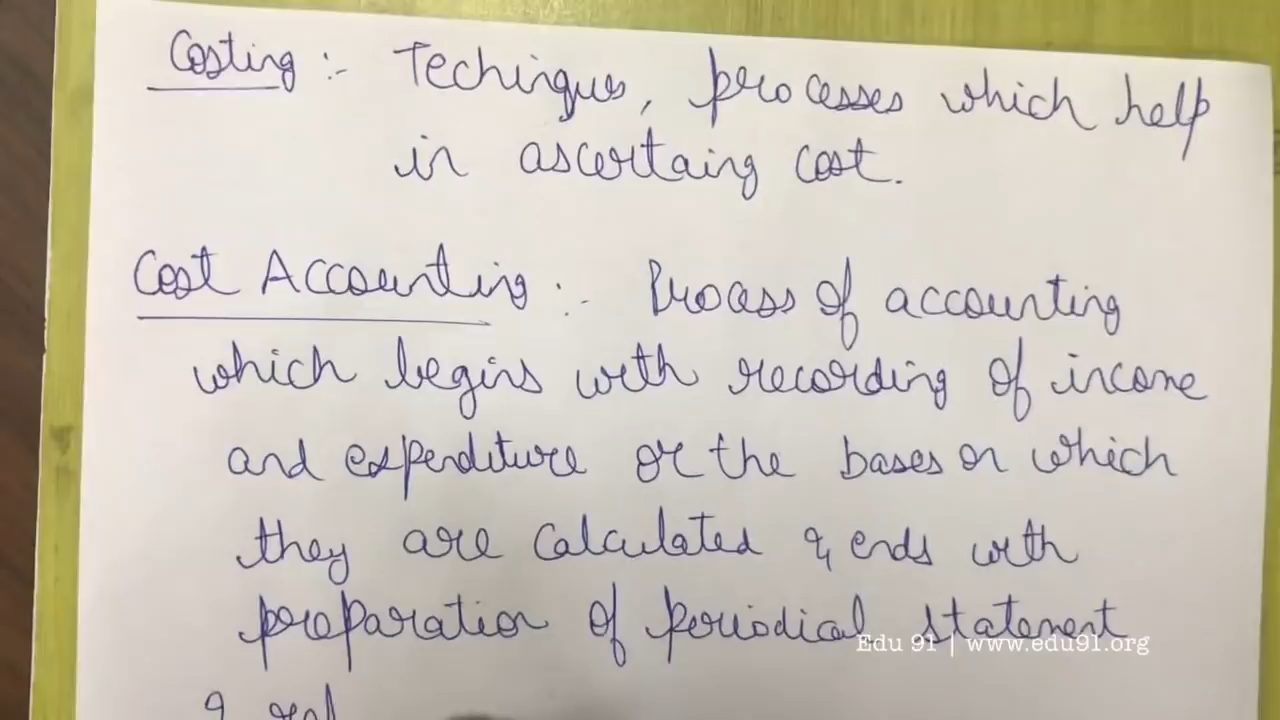 Costing :- Techinques, processes which help
in ascertaing cost.
Cost Accounting :- Process of accounting
which begins with recording of income
and expenditure or the bases on which
they are calculated & ends with
preparation of periodical statement
Edu 91 | www.edu91.org
&